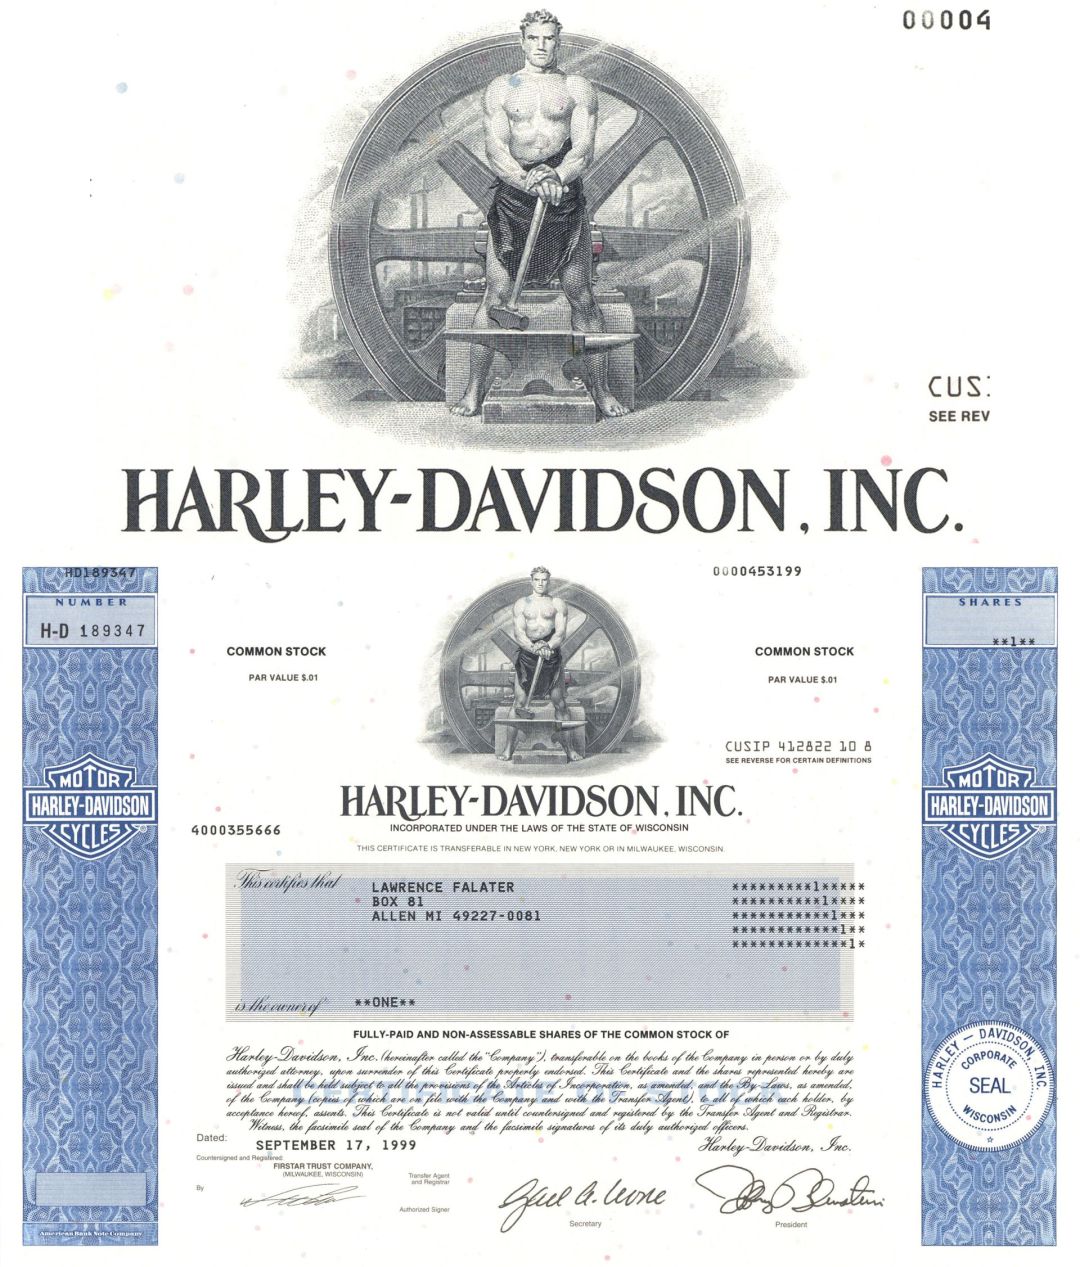 00004
CUS
SEE REV
HARLEY-DAVIDSON, INC.
HD189347
0000453199
NUMBER
SHARES
H-D 189347
**1**
COMMON STOCK
COMMON STOCK
PAR VALUE $.01
PAR VALUE $.01
CUSIP 412822 10 8
SEE REVERSE FOR CERTAIN DEFINITIONS
MOTOR
HARLEY-DAVIDSON
CYCLES
MOTOR
HARLEY-DAVIDSON
CYCLES
HARLEY-DAVIDSON, INC.
4000355666
INCORPORATED UNDER THE LAWS OF THE STATE OF WISCONSIN
THIS CERTIFICATE IS TRANSFERABLE IN NEW YORK, NEW YORK OR IN MILWAUKEE, WISCONSIN.
This certifies that
LAWRENCE FALATER
*********1*****
BOX 81
**********1****
ALLEN MI 49227-0081
***********1***
************1**
*************1*
is the owner of
**ONE**
FULLY-PAID AND NON-ASSESSABLE SHARES OF THE COMMON STOCK OF
Harley-Davidson, Inc. (hereinafter called the "Company"), transferable on the books of the Company in person or by duly
authorized attorney, upon surrender of this Certificate properly endorsed. This Certificate and the shares represented hereby are
issued and shall be held subject to all the provisions of the Articles of Incorporation, as amended, and the By-Laws, as amended,
of the Company (copies of which are on file with the Company and with the Transfer Agent), to all of which each holder, by
acceptance hereof, assents. This Certificate is not valid until countersigned and registered by the Transfer Agent and Registrar.
Witness, the facsimile seal of the Company and the facsimile signatures of its duly authorized officers.
Dated:
SEPTEMBER 17, 1999
Harley-Davidson, Inc.
Countersigned and Registered:
FIRSTAR TRUST COMPANY,
(MILWAUKEE, WISCONSIN)
Transfer Agent
and Registrar
By
Authorized Signer
Secretary
President
HARLEY - DAVIDSON, INC.
CORPORATE
SEAL
WISCONSIN
American Bank Note Company